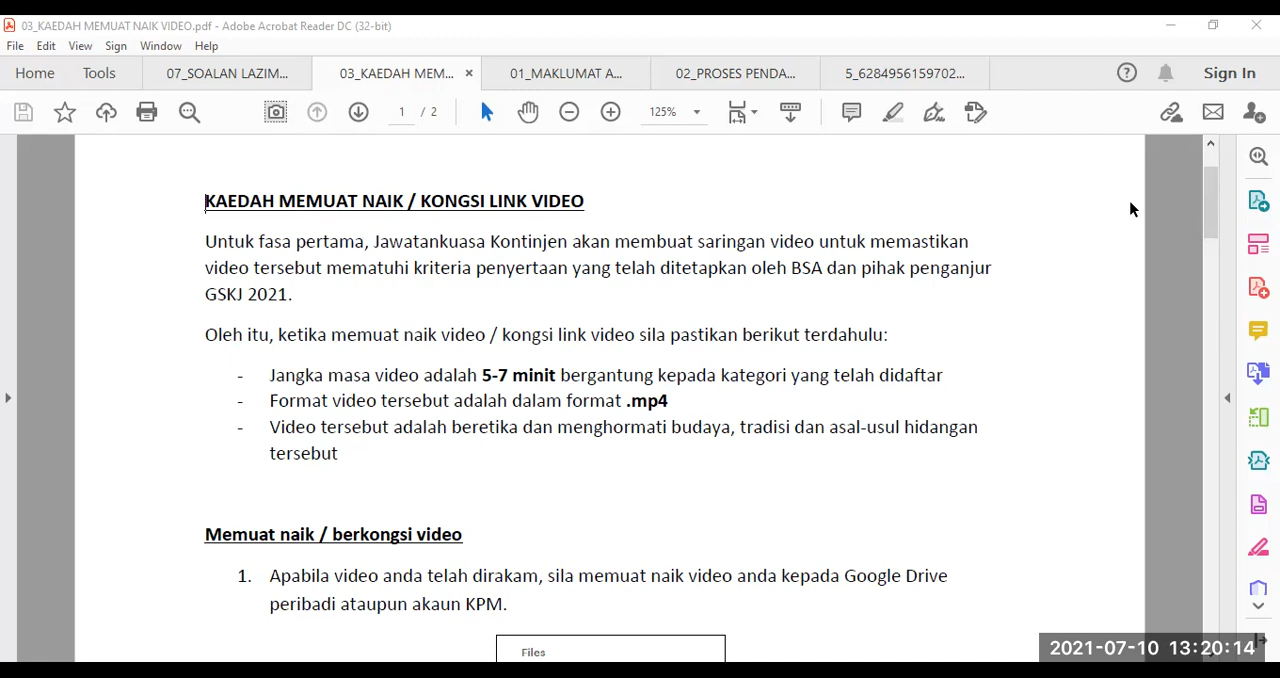 03_KAEDAH MEMUAT NAIK VIDEO.pdf - Adobe Acrobat Reader DC (32-bit)
File Edit View Sign Window Help
Home Tools 07_SOALAN LAZIM... 03_KAEDAH MEM... × 01_MAKLUMAT A... 02_PROSES PENDA... 5_6284956159702... Sign In
1 / 2 125%
KAEDAH MEMUAT NAIK / KONGSI LINK VIDEO
Untuk fasa pertama, Jawatankuasa Kontinjen akan membuat saringan video untuk memastikan
video tersebut mematuhi kriteria penyertaan yang telah ditetapkan oleh BSA dan pihak penganjur
GSKJ 2021.
Oleh itu, ketika memuat naik video / kongsi link video sila pastikan berikut terdahulu:
- Jangka masa video adalah 5-7 minit bergantung kepada kategori yang telah didaftar
- Format video tersebut adalah dalam format .mp4
- Video tersebut adalah beretika dan menghormati budaya, tradisi dan asal-usul hidangan
tersebut
Memuat naik / berkongsi video
1. Apabila video anda telah dirakam, sila memuat naik video anda kepada Google Drive
peribadi ataupun akaun KPM.
Files
2021-07-10 13:20:14